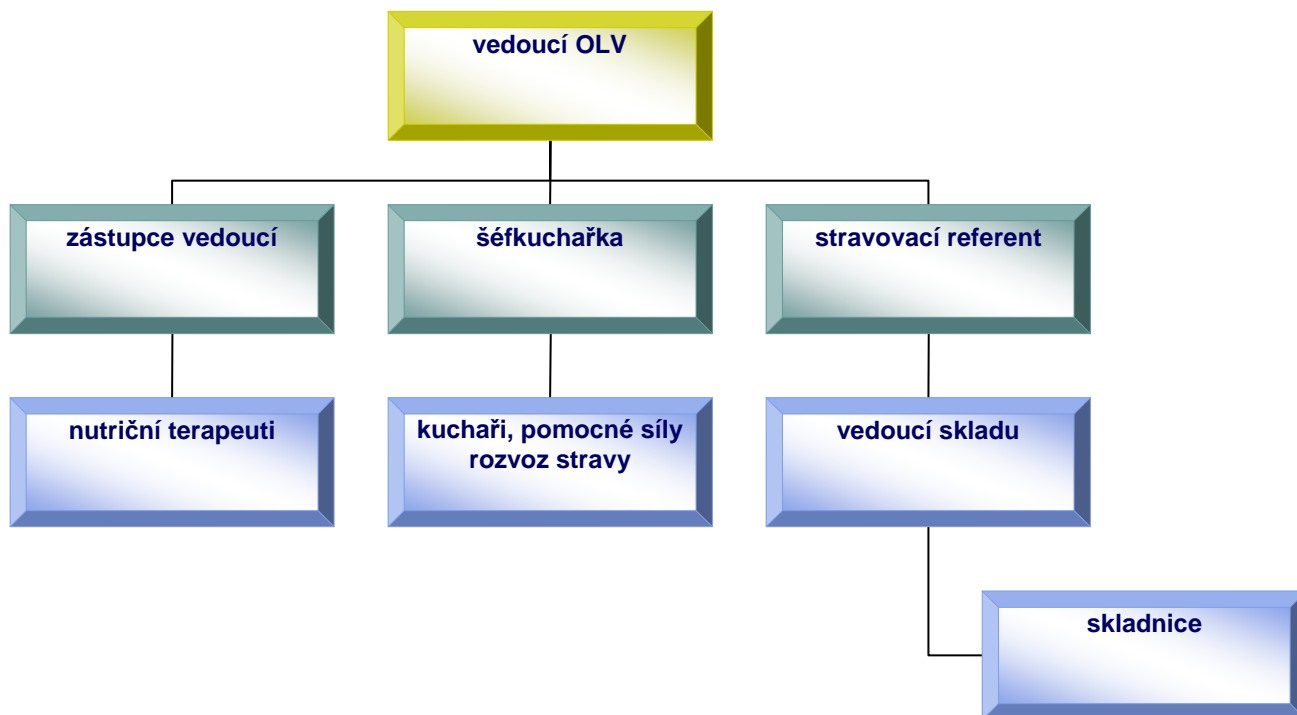 vedoucí OLV
zástupce vedoucí
šéfkuchařka
stravovací referent
nutriční terapeuti
kuchaři, pomocné síly
rozvoz stravy
vedoucí skladu
skladnice